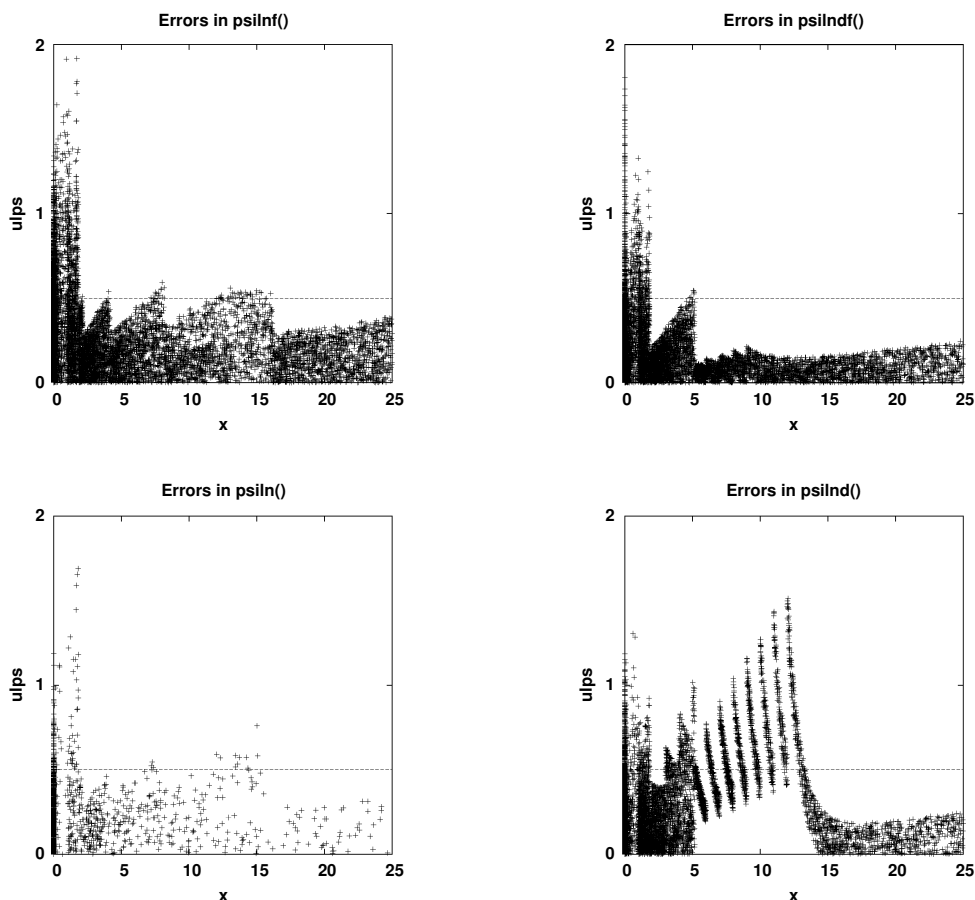 Errors in psilnf()
2
1
0
ulps
0 5 10 15 20 25
x
Errors in psilndf()
2
1
0
ulps
0 5 10 15 20 25
x
Errors in psiln()
2
1
0
ulps
0 5 10 15 20 25
x
Errors in psilnd()
2
1
0
ulps
0 5 10 15 20 25
x